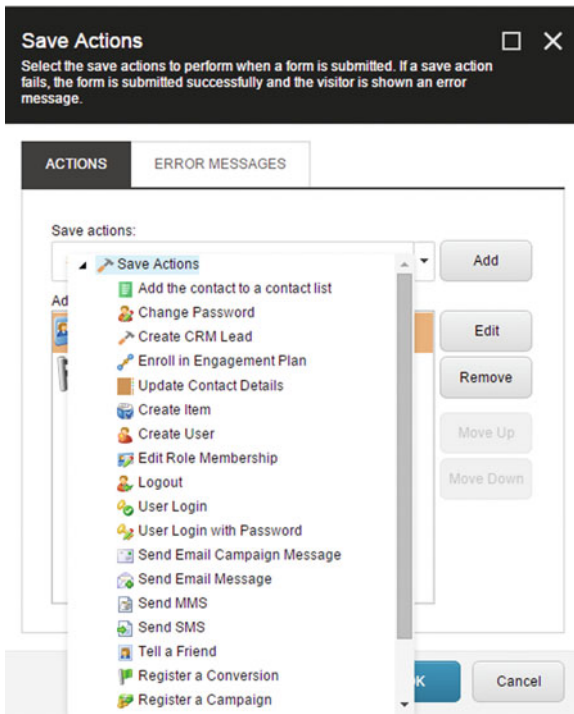 Save Actions
Select the save actions to perform when a form is submitted. If a save action
fails, the form is submitted successfully and the visitor is shown an error
message.
ACTIONS
ERROR MESSAGES
Save actions:
Add
Save Actions
Add the contact to a contact list
Ad
Change Password
Create CRM Lead
Edit
Enroll in Engagement Plan
Update Contact Details
Remove
Create Item
Create User
Move Up
Edit Role Membership
Logout
Move Down
User Login
User Login with Password
Send Email Campaign Message
Send Email Message
Send MMS
Send SMS
Tell a Friend
Register a Conversion
K
Cancel
Register a Campaign